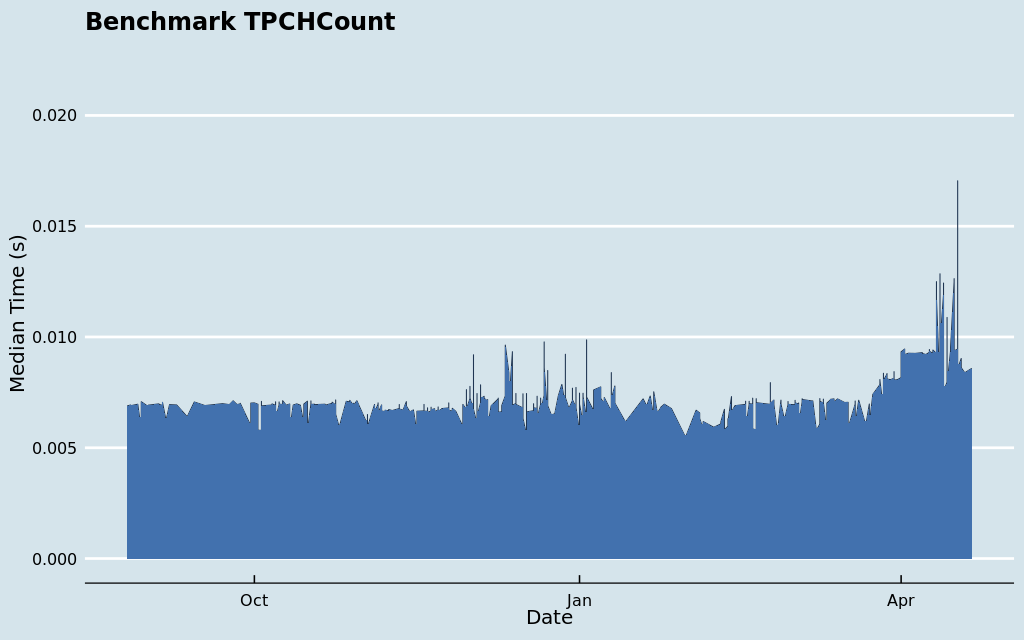 Benchmark TPCHCount
0.020
0.015
0.010
0.005
0.000
Median Time (s)
Oct
Jan
Apr
Date